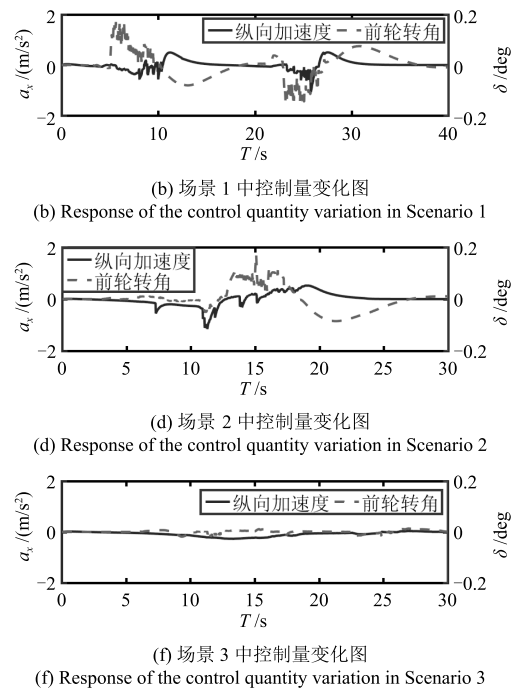 2
0
−2
0.2
0
−0.2
纵向加速度 前轮转角
0 10 20 30 40
aₓ /(m/s²)
δ /deg
T /s
(b) 场景 1 中控制量变化图
(b) Response of the control quantity variation in Scenario 1
2
0
−2
0.2
0
−0.2
纵向加速度
前轮转角
0 5 10 15 20 25 30
aₓ /(m/s²)
δ /deg
T /s
(d) 场景 2 中控制量变化图
(d) Response of the control quantity variation in Scenario 2
2
0
−2
0.2
0
−0.2
纵向加速度 前轮转角
0 5 10 15 20 25 30
aₓ /(m/s²)
δ /deg
T /s
(f) 场景 3 中控制量变化图
(f) Response of the control quantity variation in Scenario 3